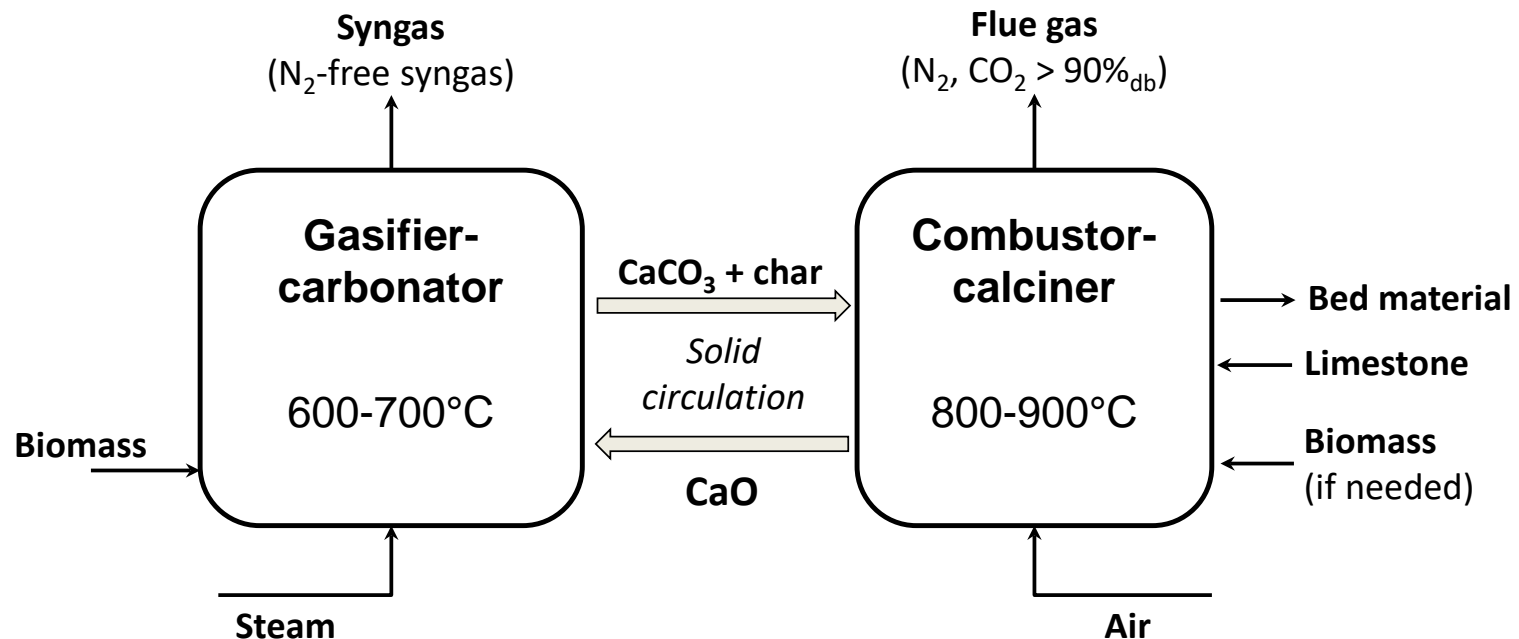 Syngas
(N₂-free syngas)
Flue gas
(N₂, CO₂ > 90%db)
Gasifier-
carbonator
600-700°C
CaCO₃ + char
Solid
circulation
CaO
Combustor-
calciner
800-900°C
Bed material
Limestone
Biomass
(if needed)
Biomass
Steam
Air